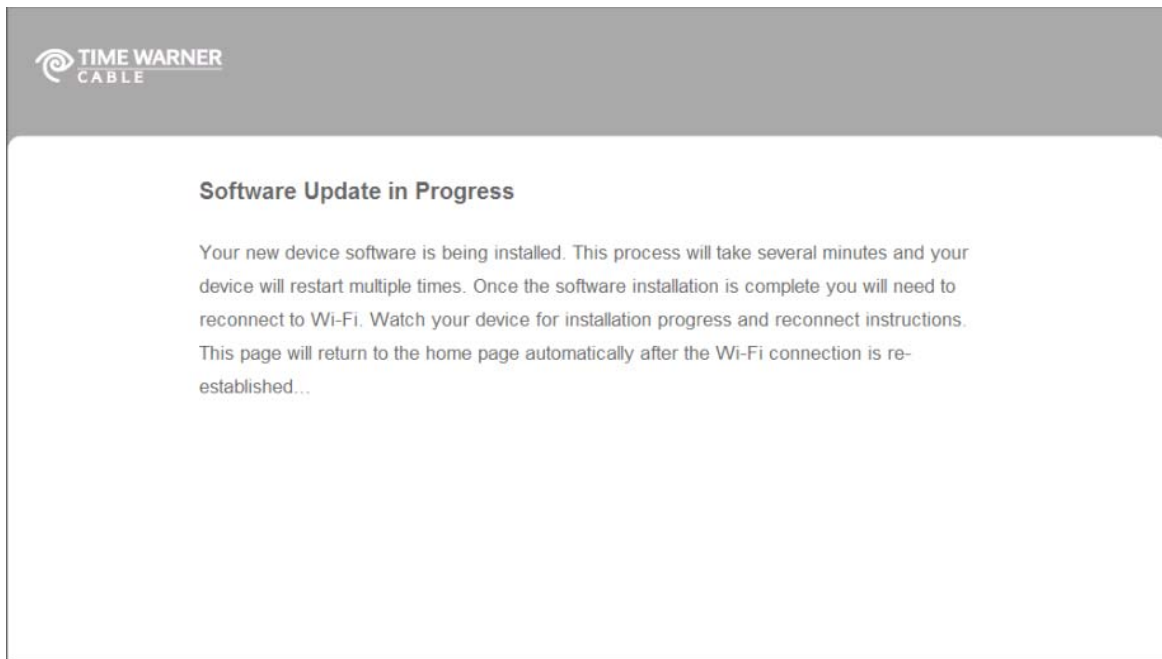 TIME WARNER
CABLE
Software Update in Progress
Your new device software is being installed. This process will take several minutes and your
device will restart multiple times. Once the software installation is complete you will need to
reconnect to Wi-Fi. Watch your device for installation progress and reconnect instructions.
This page will return to the home page automatically after the Wi-Fi connection is re-
established...